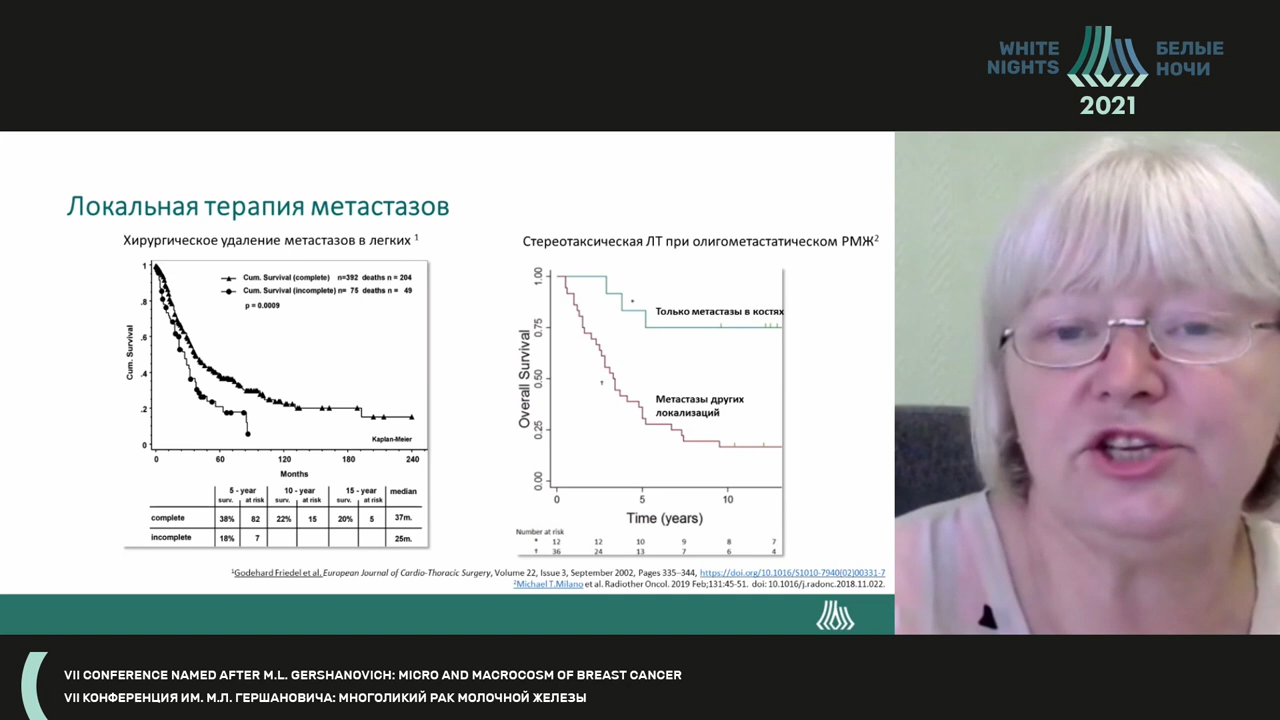 WHITE NIGHTS
БЕЛЫЕ НОЧИ
2021
Локальная терапия метастазов
Хирургическое удаление метастазов в легких 1
Cum. Survival (complete) n=392 deaths n = 204
Cum. Survival (incomplete) n= 75 deaths n = 49
p = 0.0009
Cum. Survival
1
.8
.6
.4
.2
0
Kaplan-Meier
0 60 120 180 240
Months
5 - year 10 - year 15 - year median
surv. at risk surv. at risk surv. at risk
complete 38% 82 22% 15 20% 5 37m.
incomplete 18% 7 25m.
Стереотаксическая ЛТ при олигометастатическом РМЖ2
Overall Survival
1.00
0.75
0.50
0.25
0.00
*
Только метастазы в костях
†
Метастазы других
локализаций
0 5 10
Time (years)
Number at risk
* 12 12 10 9 8 7
† 36 24 13 7 6 4
1Godehard Friedel et al. European Journal of Cardio-Thoracic Surgery, Volume 22, Issue 3, September 2002, Pages 335–344, https://doi.org/10.1016/S1010-7940(02)00331-7
2Michael T.Milano et al. Radiother Oncol. 2019 Feb;131:45-51. doi: 10.1016/j.radonc.2018.11.022.
VII CONFERENCE NAMED AFTER M.L. GERSHANOVICH: MICRO AND MACROCOSM OF BREAST CANCER
VII КОНФЕРЕНЦИЯ ИМ. М.Л. ГЕРШАНОВИЧА: МНОГОЛИКИЙ РАК МОЛОЧНОЙ ЖЕЛЕЗЫ